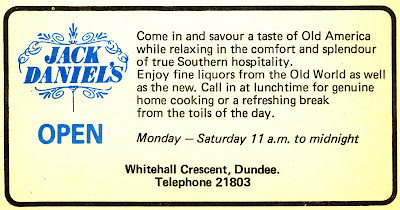 JACK
DANIEL'S
OPEN
Come in and savour a taste of Old America
while relaxing in the comfort and splendour
of true Southern hospitality.
Enjoy fine liquors from the Old World as well
as the new. Call in at lunchtime for genuine
home cooking or a refreshing break
from the toils of the day.
Monday – Saturday 11 a.m. to midnight
Whitehall Crescent, Dundee.
Telephone 21803